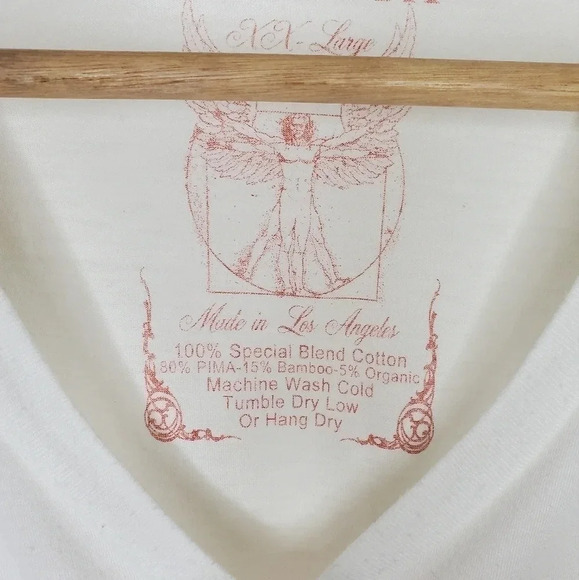 XX-Large
Made in Los Angeles
100% Special Blend Cotton
80% PIMA-15% Bamboo-5% Organic
Machine Wash Cold
Tumble Dry Low
Or Hang Dry